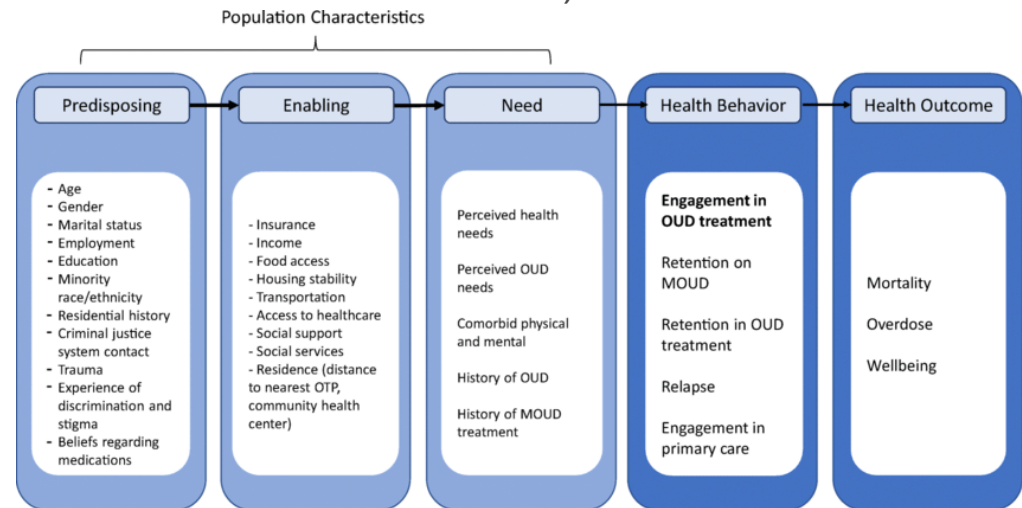 Population Characteristics
Predisposing
- Age
- Gender
- Marital status
- Employment
- Education
- Minority
race/ethnicity
- Residential history
- Criminal justice
system contact
- Trauma
- Experience of
discrimination and
stigma
- Beliefs regarding
medications
Enabling
- Insurance
- Income
- Food access
- Housing stability
- Transportation
- Access to healthcare
- Social support
- Social services
- Residence (distance
to nearest OTP,
community health
center)
Need
Perceived health
needs
Perceived OUD
needs
Comorbid physical
and mental
History of OUD
History of MOUD
treatment
Health Behavior
Engagement in
OUD treatment
Retention on
MOUD
Retention in OUD
treatment
Relapse
Engagement in
primary care
Health Outcome
Mortality
Overdose
Wellbeing